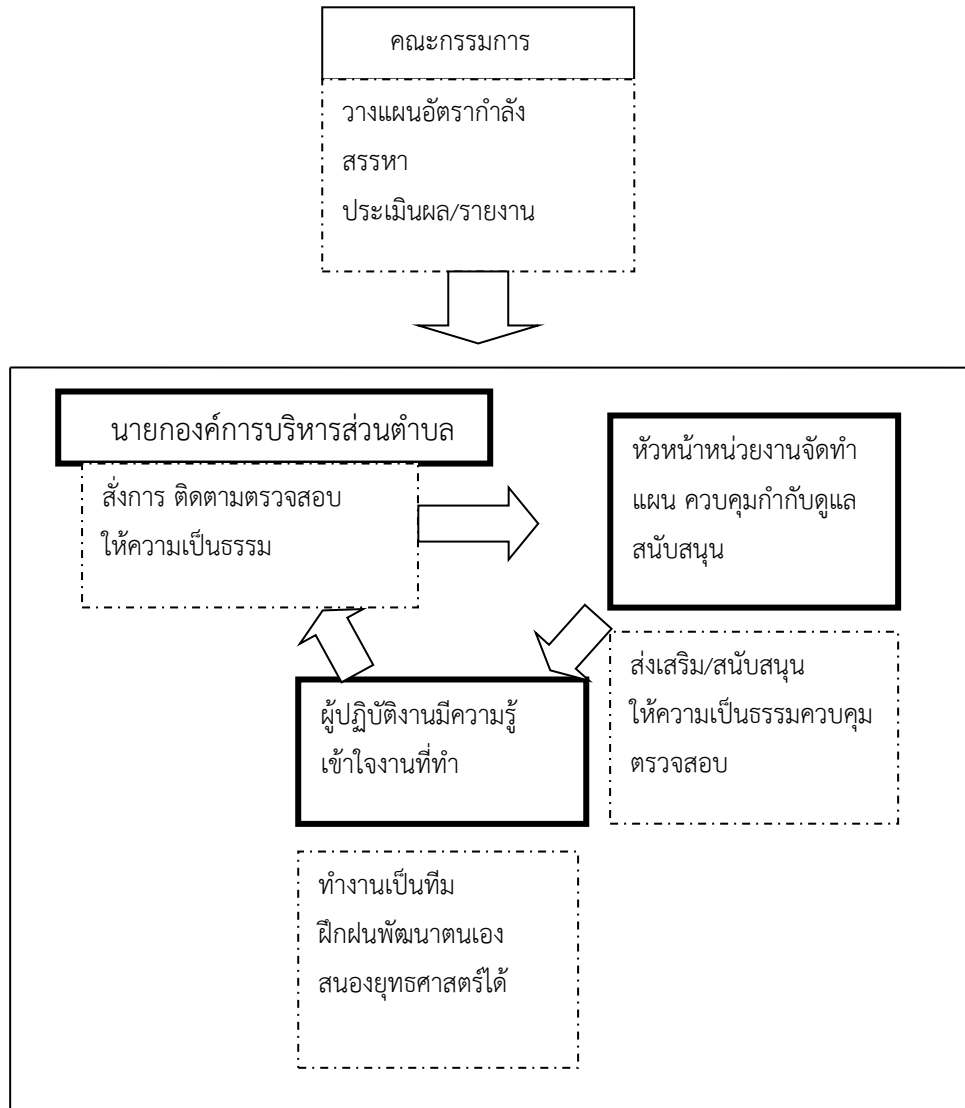 คณะกรรมการ
วางแผนอัตรากำลัง
สรรหา
ประเมินผล/รายงาน
นายกองค์การบริหารส่วนตำบล
สั่งการ ติดตามตรวจสอบ
ให้ความเป็นธรรม
หัวหน้าหน่วยงานจัดทำ
แผน ควบคุมกำกับดูแล
สนับสนุน
ส่งเสริม/สนับสนุน
ให้ความเป็นธรรมควบคุม
ตรวจสอบ
ผู้ปฏิบัติงานมีความรู้
เข้าใจงานที่ทำ
ทำงานเป็นทีม
ฝึกฝนพัฒนาตนเอง
สนองยุทธศาสตร์ได้